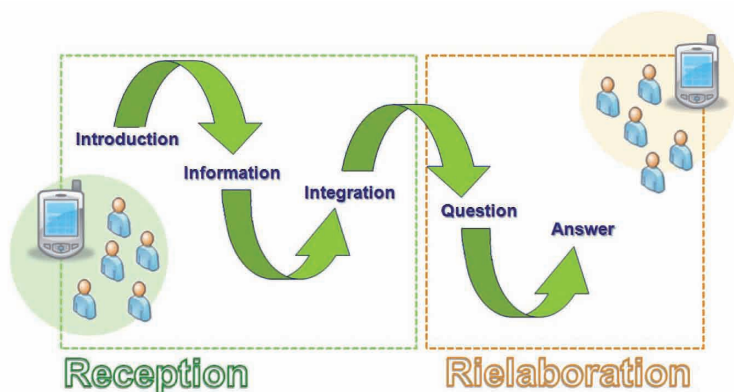 Introduction
Information
Integration
Question
Answer
Reception
Rielaboration